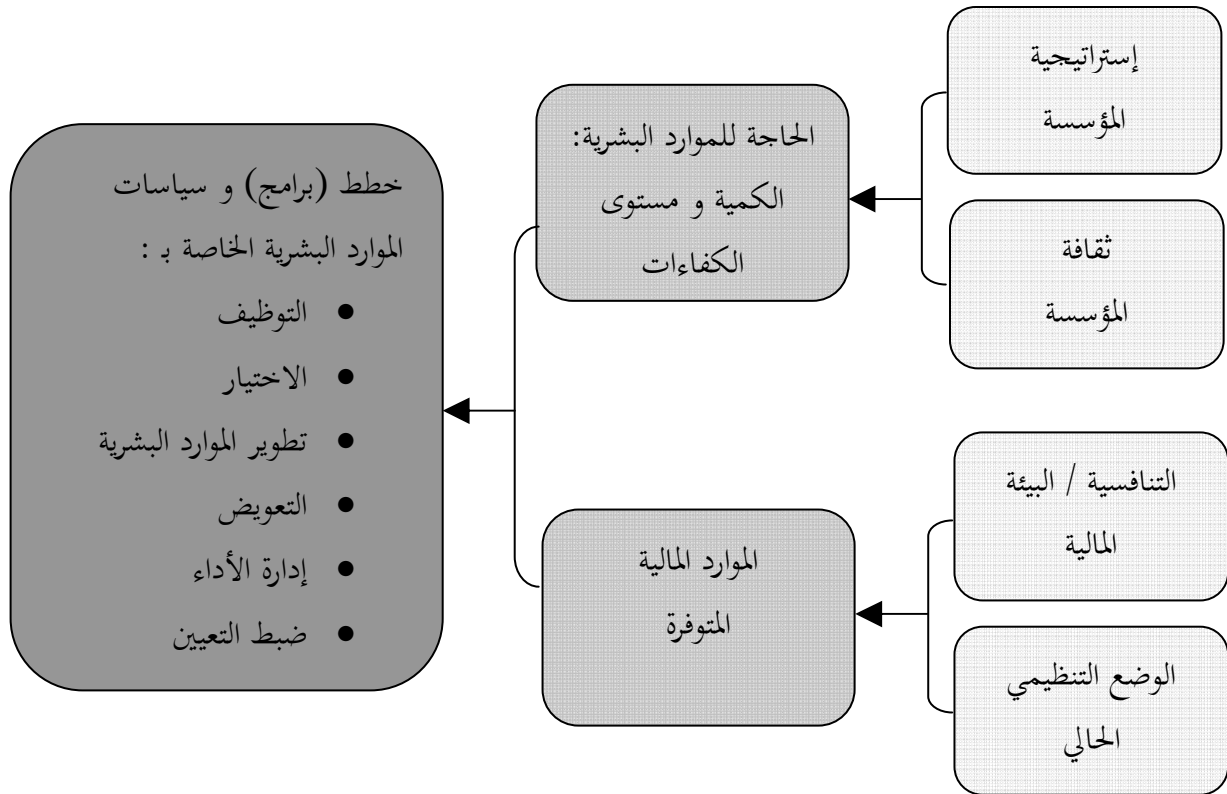 إستراتيجية
المؤسسة
ثقافة
المؤسسة
التنافسية / البيئة
المالية
الوضع التنظيمي
الحالي
الحاجة للموارد البشرية:
الكمية و مستوى
الكفاءات
الموارد المالية
المتوفرة
خطط (برامج) و سياسات
الموارد البشرية الخاصة بـ :
● التوظيف
● الاختيار
● تطوير الموارد البشرية
● التعويض
● إدارة الأداء
● ضبط التعيين